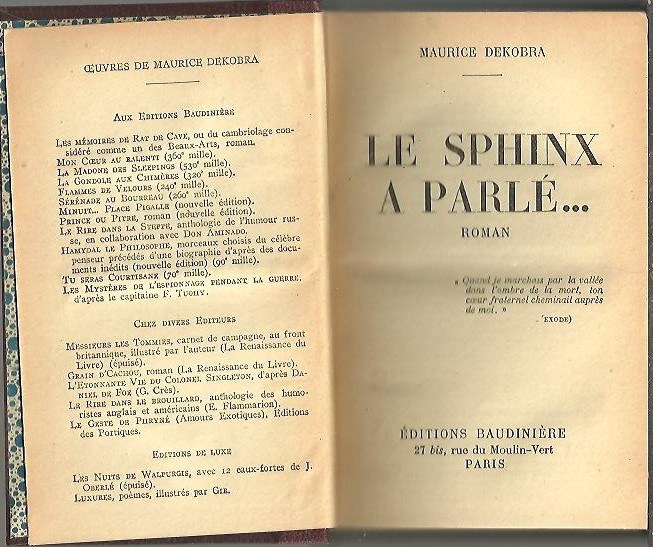 ŒUVRES DE MAURICE DEKOBRA
AUX EDITIONS BAUDINIÈRE
LES MÉMOIRES DE RAT DE CAVE, ou du cambriolage con-
sidéré comme un des Beaux-Arts, roman.
MON CŒUR AU RALENTI (360e mille).
LA MADONE DES SLEEPINGS (530e mille).
LA GONDOLE AUX CHIMÈRES (320e mille).
FLAMMES DE VELOURS (240e mille).
SÉRÉNADE AU BOURREAU (260e mille).
MINUIT... PLACE PIGALLE (nouvelle édition).
PRINCE OU PITRE, roman (nouvelle édition).
LE RIRE DANS LA STEPPE, anthologie de l'humour rus-
se, en collaboration avec DON AMINADO.
HAMYDAL LE PHILOSOPHE, morceaux choisis du célèbre
penseur précédés d'une biographie d'après des docu-
ments inédits (nouvelle édition) (90e mille).
TU SERAS COURTISANE (70e mille).
LES MYSTÈRES DE L'ESPIONNAGE PENDANT LA GUERRE,
d'après le capitaine F. TUOHY.
CHEZ DIVERS EDITEURS
MESSIEURS LES TOMMIES, carnet de campagne, au front
britannique, illustré par l'auteur (La Renaissance du
Livre) (épuisé).
GRAIN D'CACHOU, roman (La Renaissance du Livre).
L'ETONNANTE VIE DU COLONEL SINGLETON, d'après DA-
NIEL DE FOE (G. Crès).
LE RIRE DANS LE BROUILLARD, anthologie des humo-
ristes anglais et américains (E. Flammarion).
LE GESTE DE PHRYNÉ (Amours Exotiques), Editions
des Portiques.
EDITIONS DE LUXE
LES NUITS DE WALPURGIS, avec 12 eaux-fortes de J.
OBERLÉ (épuisé).
LUXURES, poèmes, illustrés par GIR.
MAURICE DEKOBRA
LE SPHINX
A PARLÉ...
ROMAN
« Quand je marchais par la vallée
dans l'ombre de la mort, ton
cœur fraternel cheminait auprès
de moi. »
(EXODE)
ÉDITIONS BAUDINIÈRE
27 bis, rue du Moulin-Vert
PARIS